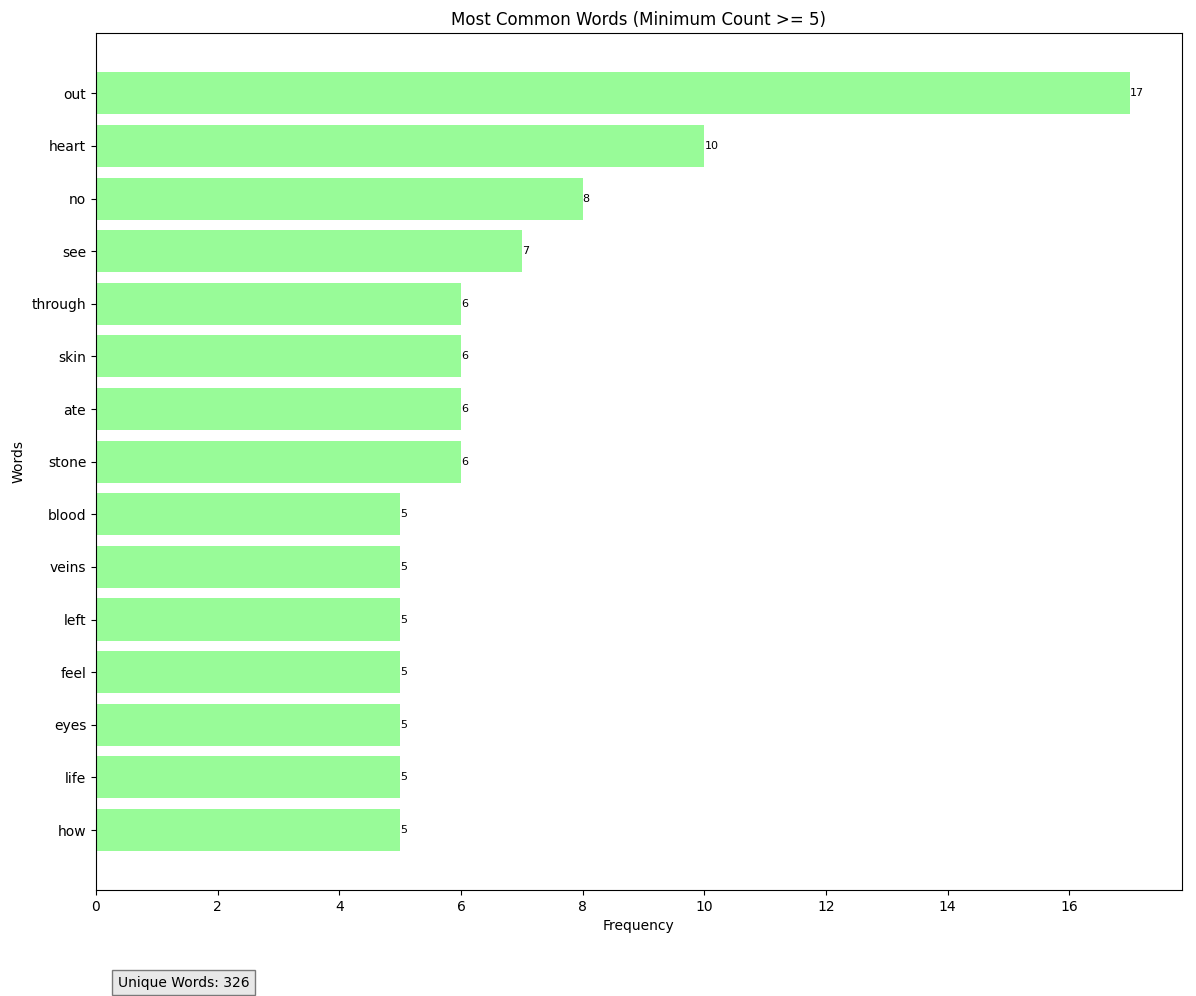 Most Common Words (Minimum Count >= 5)
Words
out 17
heart 10
no 8
see 7
through 6
skin 6
ate 6
stone 6
blood 5
veins 5
left 5
feel 5
eyes 5
life 5
how 5
0 2 4 6 8 10 12 14 16
Frequency
Unique Words: 326